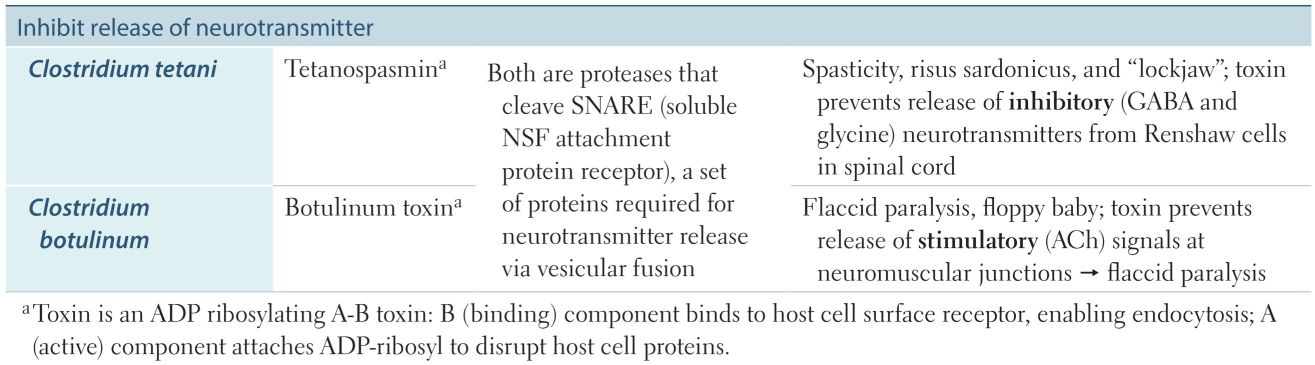 Inhibit release of neurotransmitter
Clostridium tetani
Tetanospasminᵃ
Both are proteases that
cleave SNARE (soluble
NSF attachment
protein receptor), a set
of proteins required for
neurotransmitter release
via vesicular fusion
Spasticity, risus sardonicus, and “lockjaw”; toxin
prevents release of inhibitory (GABA and
glycine) neurotransmitters from Renshaw cells
in spinal cord
Clostridium
botulinum
Botulinum toxinᵃ
Flaccid paralysis, floppy baby; toxin prevents
release of stimulatory (ACh) signals at
neuromuscular junctions → flaccid paralysis
ᵃToxin is an ADP ribosylating A-B toxin: B (binding) component binds to host cell surface receptor, enabling endocytosis; A
(active) component attaches ADP-ribosyl to disrupt host cell proteins.